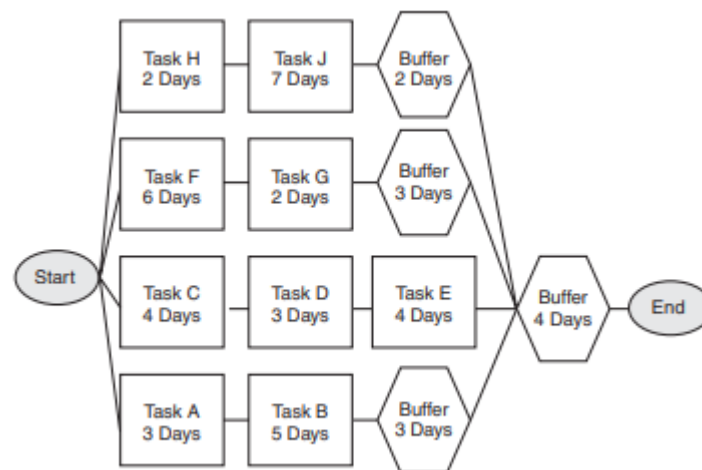 Task H
2 Days
Task J
7 Days
Buffer
2 Days
Task F
6 Days
Task G
2 Days
Buffer
3 Days
Start
Task C
4 Days
Task D
3 Days
Task E
4 Days
Buffer
4 Days
End
Task A
3 Days
Task B
5 Days
Buffer
3 Days